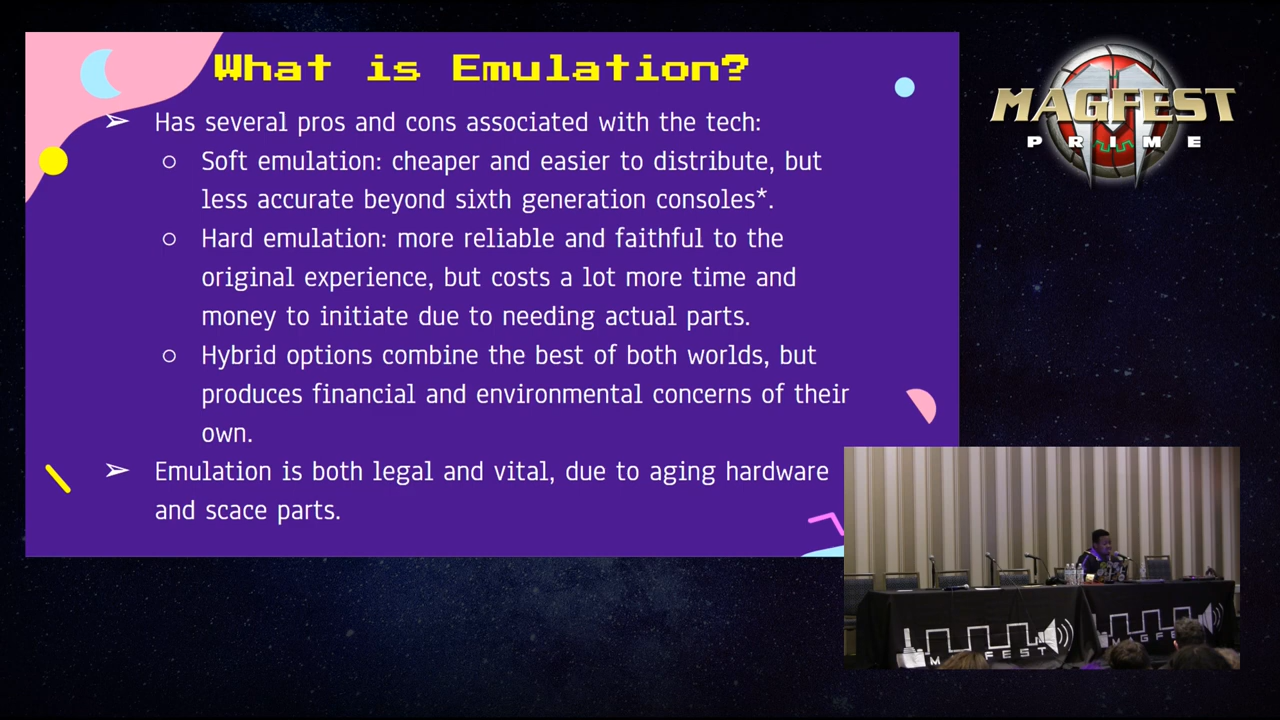 What is Emulation?
➢ Has several pros and cons associated with the tech:
○ Soft emulation: cheaper and easier to distribute, but
less accurate beyond sixth generation consoles*.
○ Hard emulation: more reliable and faithful to the
original experience, but costs a lot more time and
money to initiate due to needing actual parts.
○ Hybrid options combine the best of both worlds, but
produces financial and environmental concerns of their
own.
➢ Emulation is both legal and vital, due to aging hardware
and scace parts.
MAGFEST
PRIME
MAGFEST
MAGFE